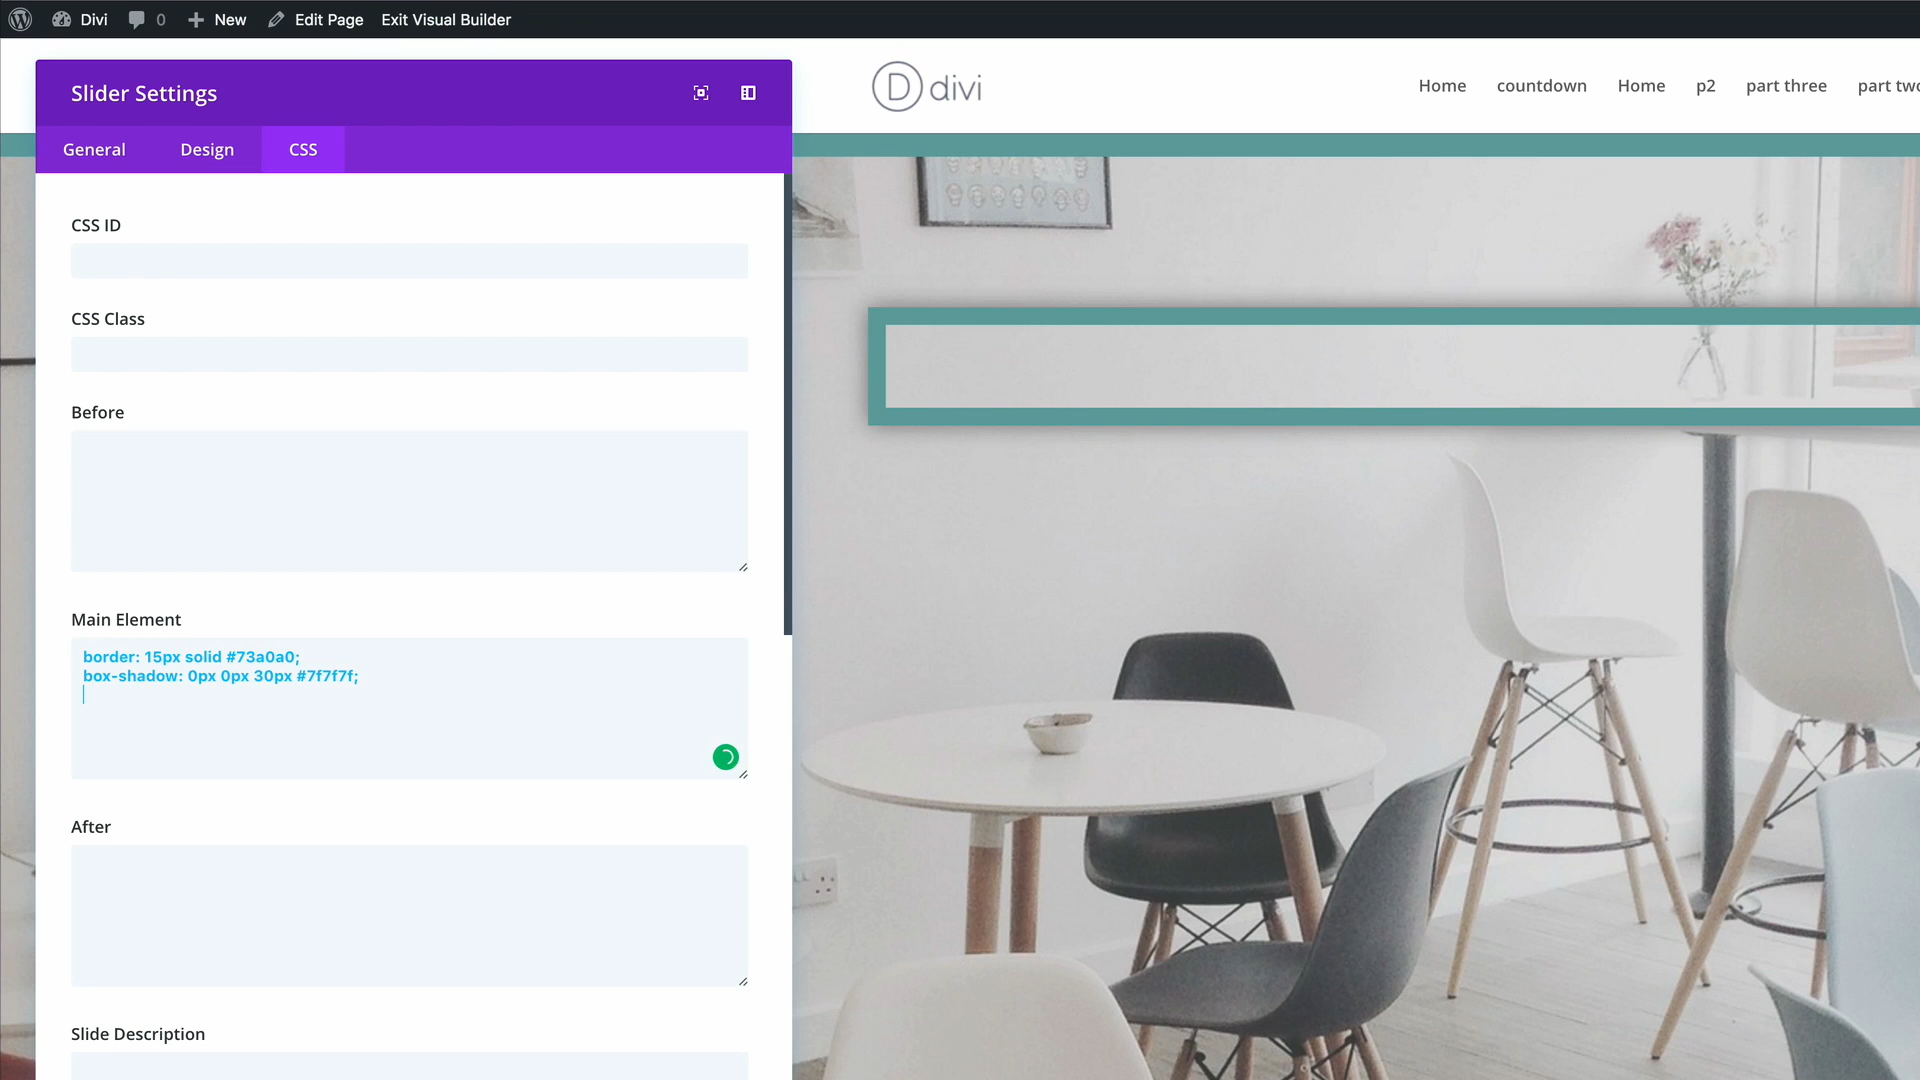 Divi
0
New
Edit Page
Exit Visual Builder
Slider Settings
D divi
Home
countdown
Home
p2
part three
part two
General
Design
CSS
CSS ID
CSS Class
Before
Main Element
border: 15px solid #73a0a0;
box-shadow: 0px 0px 30px #7f7f7f;
After
Slide Description